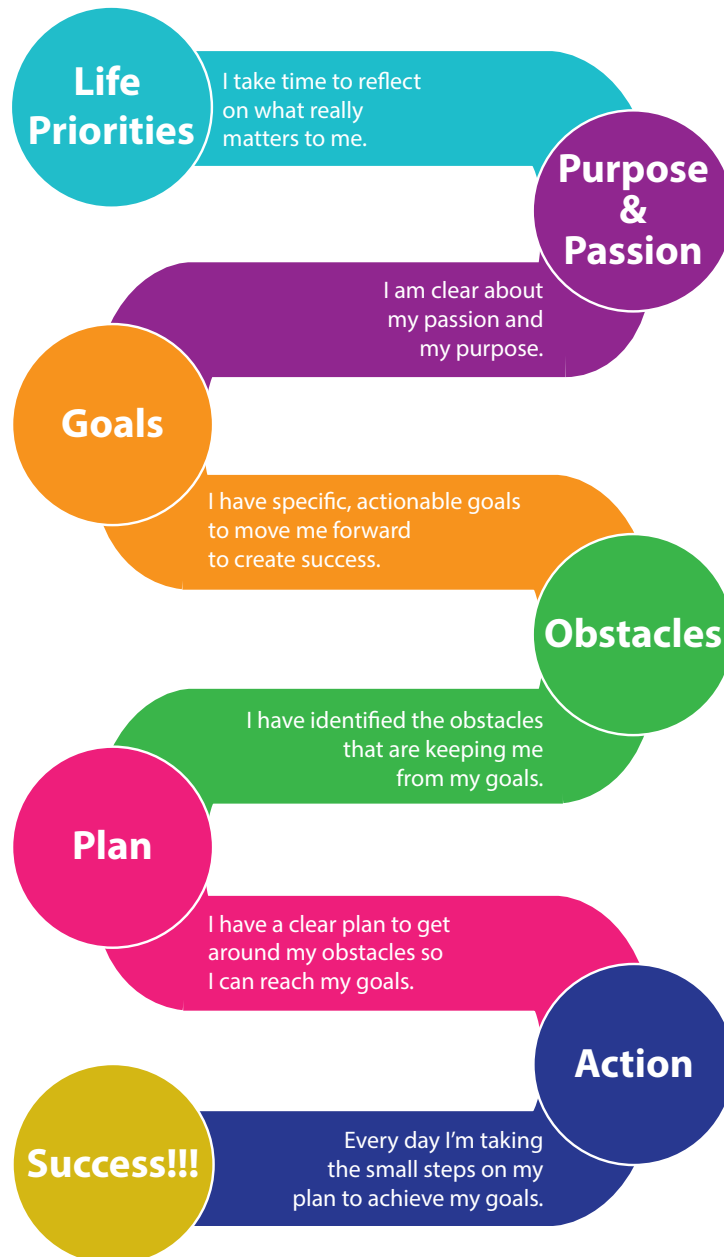 Life
Priorities
I take time to reflect
on what really
matters to me.
Purpose
&
Passion
I am clear about
my passion and
my purpose.
Goals
I have specific, actionable goals
to move me forward
to create success.
Obstacles
I have identified the obstacles
that are keeping me
from my goals.
Plan
I have a clear plan to get
around my obstacles so
I can reach my goals.
Action
Every day I’m taking
the small steps on my
plan to achieve my goals.
Success!!!